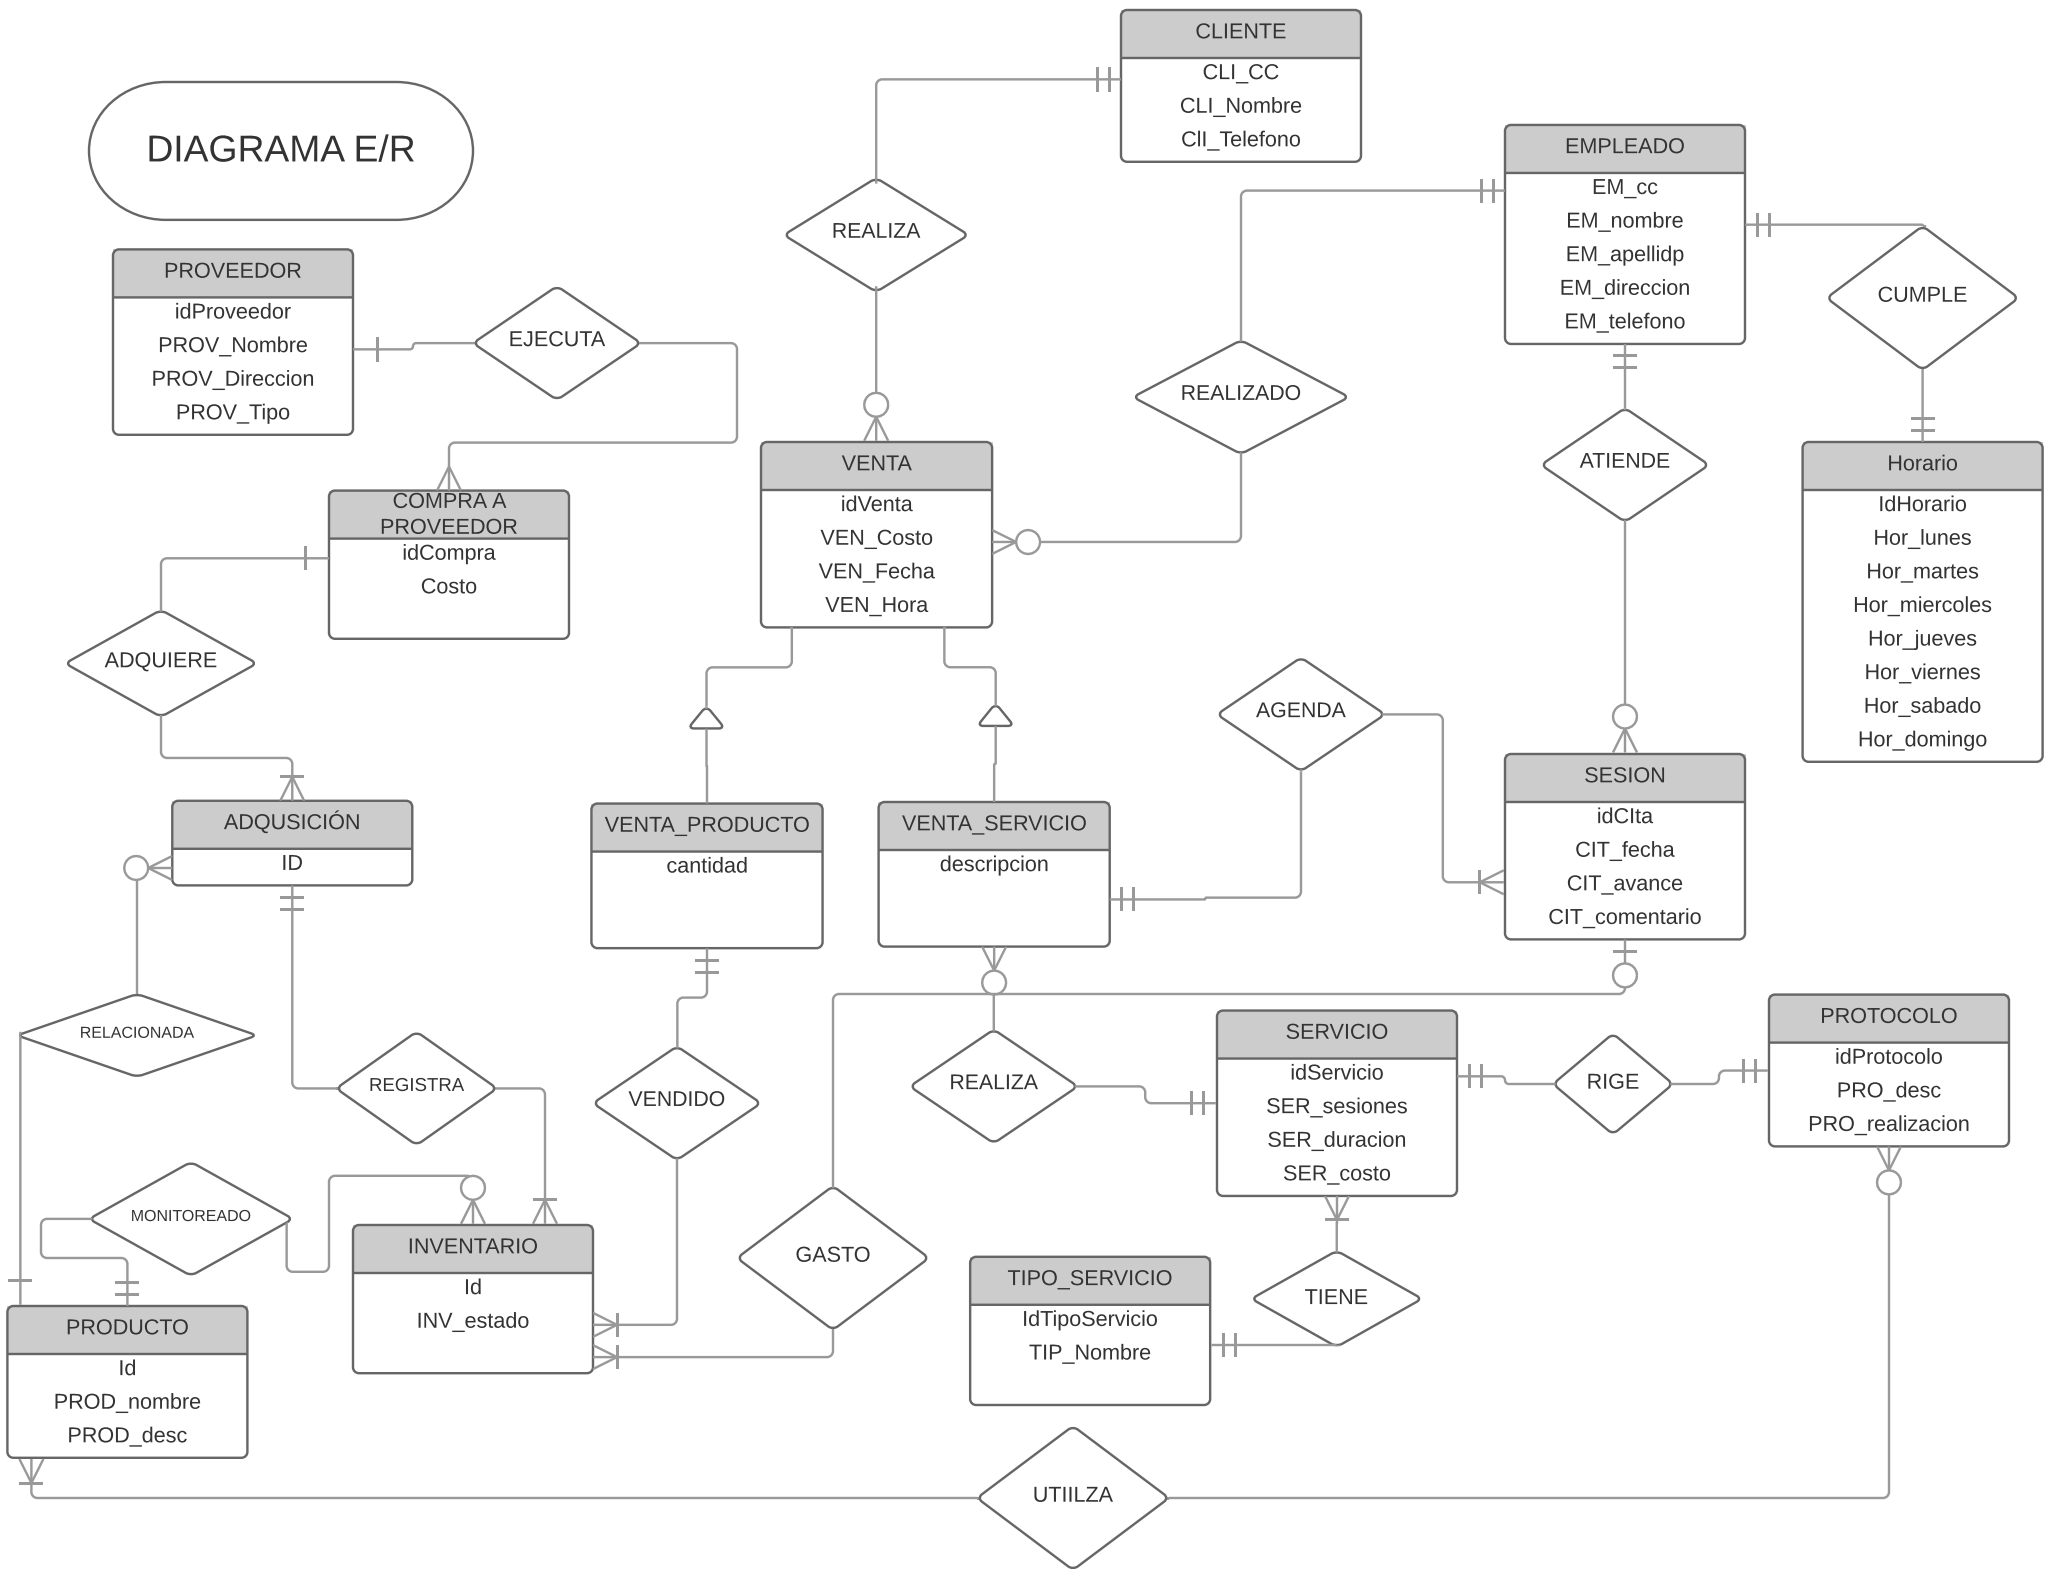 DIAGRAMA E/R
CLIENTE
CLI_CC
CLI_Nombre
ClI_Telefono
EMPLEADO
EM_cc
EM_nombre
EM_apellidp
EM_direccion
EM_telefono
REALIZA
PROVEEDOR
idProveedor
PROV_Nombre
PROV_Direccion
PROV_Tipo
EJECUTA
CUMPLE
REALIZADO
ATIENDE
VENTA
idVenta
VEN_Costo
VEN_Fecha
VEN_Hora
Horario
IdHorario
Hor_lunes
Hor_martes
Hor_miercoles
Hor_jueves
Hor_viernes
Hor_sabado
Hor_domingo
COMPRA A
PROVEEDOR
idCompra
Costo
ADQUIERE
AGENDA
ADQUSICIÓN
ID
VENTA_PRODUCTO
cantidad
VENTA_SERVICIO
descripcion
SESION
idCIta
CIT_fecha
CIT_avance
CIT_comentario
RELACIONADA
REGISTRA
VENDIDO
REALIZA
SERVICIO
idServicio
SER_sesiones
SER_duracion
SER_costo
RIGE
PROTOCOLO
idProtocolo
PRO_desc
PRO_realizacion
MONITOREADO
INVENTARIO
Id
INV_estado
GASTO
TIPO_SERVICIO
IdTipoServicio
TIP_Nombre
TIENE
PRODUCTO
Id
PROD_nombre
PROD_desc
UTIILZA